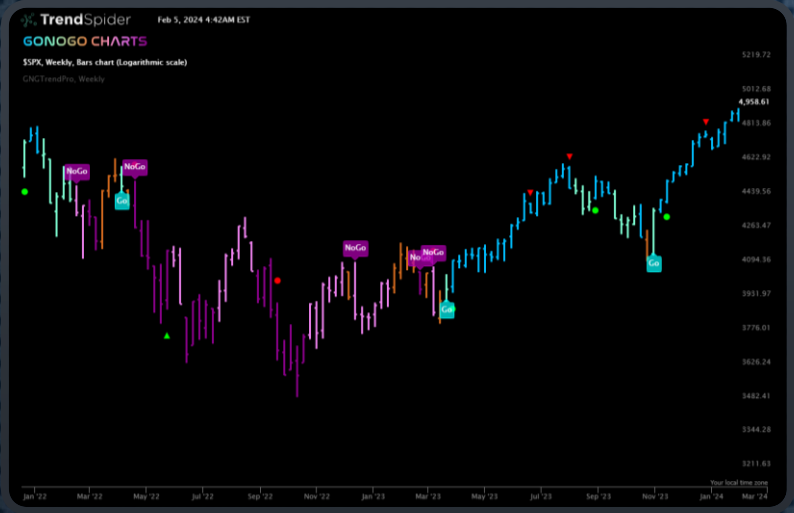 TrendSpider Feb 5, 2024 4:42AM EST
GONOGO CHARTS
$SPX, Weekly, Bars chart (Logarithmic scale)
GNGTrendPro, Weekly
5219.72
5012.68
4,958.61
4813.86
4622.92
4439.56
4263.47
4094.36
3931.97
3776.01
3626.24
3482.41
3344.28
3211.63
NoGo
NoGo
Go
NoGo
NoGo
NoGo
Go
Go
Your local time zone
Jan '22 Mar '22 May '22 Jul '22 Sep '22 Nov '22 Jan '23 Mar '23 May '23 Jul '23 Sep '23 Nov '23 Jan '24 Mar '24